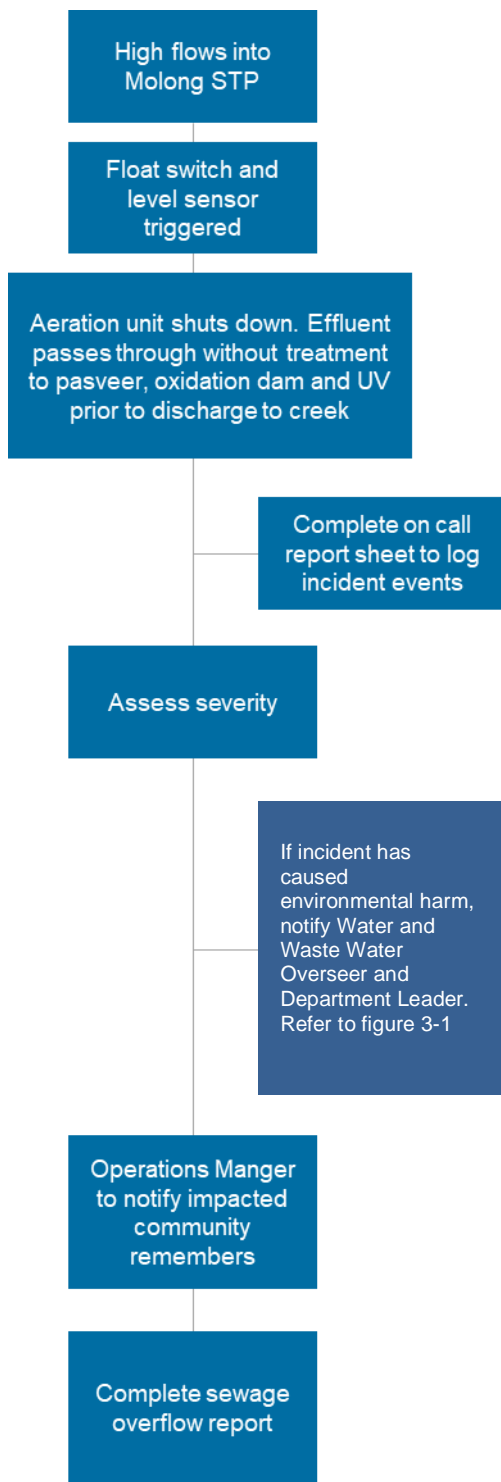 High flows into
Molong STP
Float switch and
level sensor
triggered
Aeration unit shuts down. Effluent
passes through without treatment
to pasveer, oxidation dam and UV
prior to discharge to creek
Complete on call
report sheet to log
incident events
Assess severity
If incident has
caused
environmental harm,
notify Water and
Waste Water
Overseer and
Department Leader.
Refer to figure 3-1
Operations Manger
to notify impacted
community
remembers
Complete sewage
overflow report